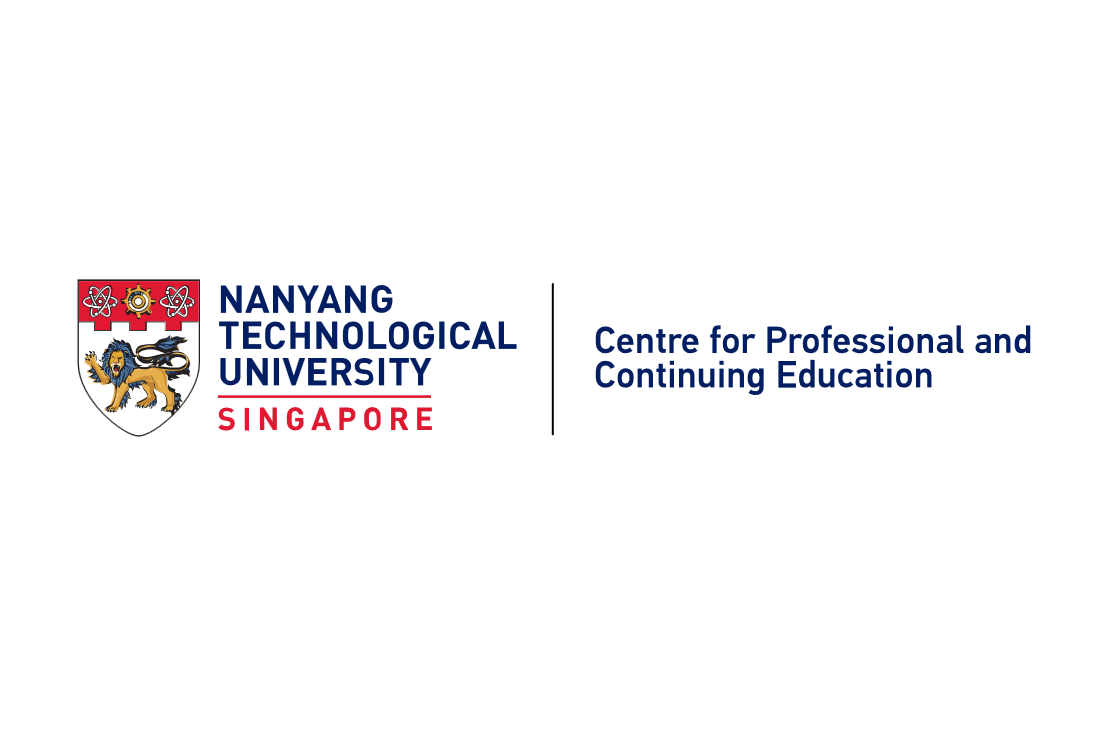 NANYANG
TECHNOLOGICAL
UNIVERSITY
SINGAPORE
Centre for Professional and
Continuing Education